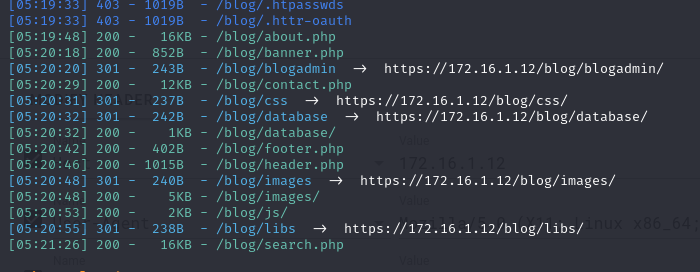 [05:19:33] 403 - 1019B - /blog/.htpasswds
[05:19:33] 403 - 1019B - /blog/.httr-oauth
[05:19:48] 200 - 16KB - /blog/about.php
[05:20:18] 200 - 852B - /blog/banner.php
[05:20:20] 301 - 243B - /blog/blogadmin → https://172.16.1.12/blog/blogadmin/
[05:20:29] 200 - 12KB - /blog/contact.php
[05:20:31] 301 - 237B - /blog/css → https://172.16.1.12/blog/css/
[05:20:32] 301 - 242B - /blog/database → https://172.16.1.12/blog/database/
[05:20:32] 200 - 1KB - /blog/database/
[05:20:42] 200 - 402B - /blog/footer.php
[05:20:46] 200 - 1015B - /blog/header.php
[05:20:48] 301 - 240B - /blog/images → https://172.16.1.12/blog/images/
[05:20:48] 200 - 5KB - /blog/images/
[05:20:53] 200 - 2KB - /blog/js/
[05:20:55] 301 - 238B - /blog/libs → https://172.16.1.12/blog/libs/
[05:21:26] 200 - 16KB - /blog/search.php